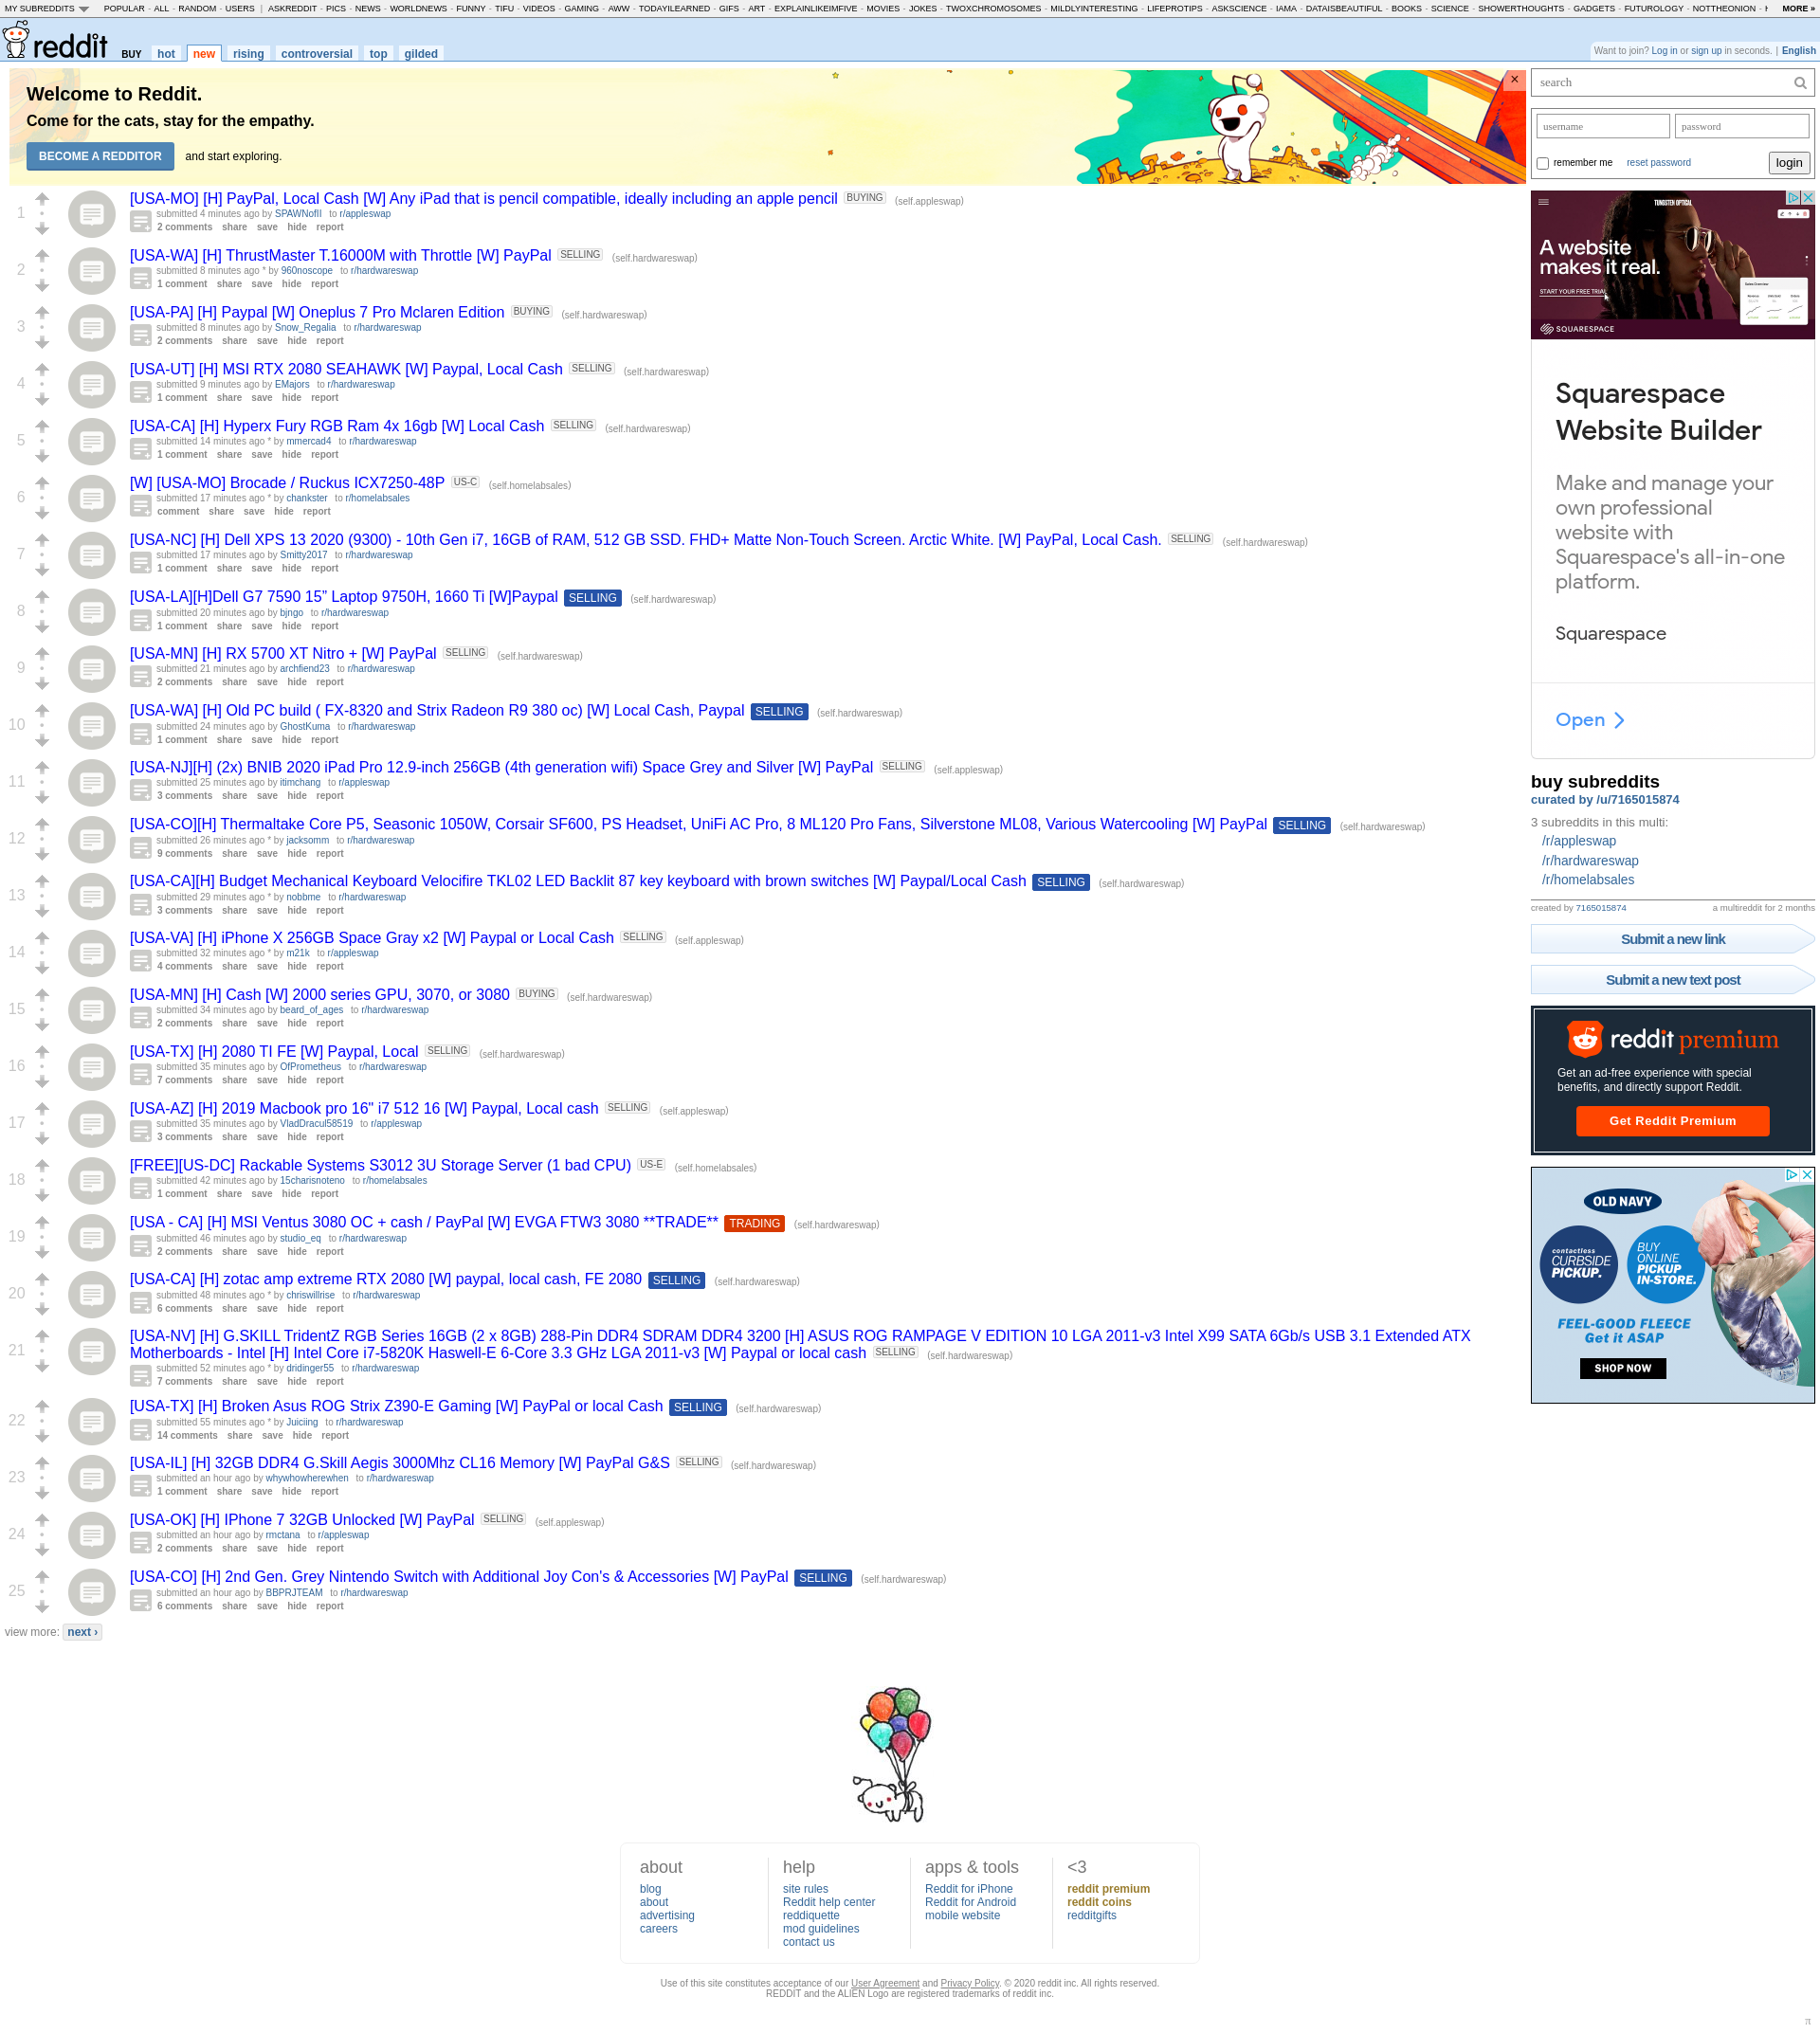 MY SUBREDDITS POPULAR - ALL - RANDOM - USERS | ASKREDDIT - PICS - NEWS - WORLDNEWS - FUNNY - TIFU - VIDEOS - GAMING - AWW - TODAYILEARNED - GIFS - ART - EXPLAINLIKEIMFIVE - MOVIES - JOKES - TWOXCHROMOSOMES - MILDLYINTERESTING - LIFEPROTIPS - ASKSCIENCE - IAMA - DATAISBEAUTIFUL - BOOKS - SCIENCE - SHOWERTHOUGHTS - GADGETS - FUTUROLOGY - NOTTHEONION - MORE »
reddit BUY hot new rising controversial top gilded
Want to join? Log in or sign up in seconds. | English
Welcome to Reddit.
Come for the cats, stay for the empathy.
BECOME A REDDITOR and start exploring.
×
1
[USA-MO] [H] PayPal, Local Cash [W] Any iPad that is pencil compatible, ideally including an apple pencil BUYING (self.appleswap)
submitted 4 minutes ago by SPAWNofII to r/appleswap
2 comments share save hide report
2
[USA-WA] [H] ThrustMaster T.16000M with Throttle [W] PayPal SELLING (self.hardwareswap)
submitted 8 minutes ago * by 960noscope to r/hardwareswap
1 comment share save hide report
3
[USA-PA] [H] Paypal [W] Oneplus 7 Pro Mclaren Edition BUYING (self.hardwareswap)
submitted 8 minutes ago by Snow_Regalia to r/hardwareswap
2 comments share save hide report
4
[USA-UT] [H] MSI RTX 2080 SEAHAWK [W] Paypal, Local Cash SELLING (self.hardwareswap)
submitted 9 minutes ago by EMajors to r/hardwareswap
1 comment share save hide report
5
[USA-CA] [H] Hyperx Fury RGB Ram 4x 16gb [W] Local Cash SELLING (self.hardwareswap)
submitted 14 minutes ago * by mmercad4 to r/hardwareswap
1 comment share save hide report
6
[W] [USA-MO] Brocade / Ruckus ICX7250-48P US-C (self.homelabsales)
submitted 17 minutes ago * by chankster to r/homelabsales
comment share save hide report
7
[USA-NC] [H] Dell XPS 13 2020 (9300) - 10th Gen i7, 16GB of RAM, 512 GB SSD. FHD+ Matte Non-Touch Screen. Arctic White. [W] PayPal, Local Cash. SELLING (self.hardwareswap)
submitted 17 minutes ago by Smitty2017 to r/hardwareswap
1 comment share save hide report
8
[USA-LA][H]Dell G7 7590 15” Laptop 9750H, 1660 Ti [W]Paypal SELLING (self.hardwareswap)
submitted 20 minutes ago by bjngo to r/hardwareswap
1 comment share save hide report
9
[USA-MN] [H] RX 5700 XT Nitro + [W] PayPal SELLING (self.hardwareswap)
submitted 21 minutes ago by archfiend23 to r/hardwareswap
2 comments share save hide report
10
[USA-WA] [H] Old PC build ( FX-8320 and Strix Radeon R9 380 oc) [W] Local Cash, Paypal SELLING (self.hardwareswap)
submitted 24 minutes ago by GhostKuma to r/hardwareswap
1 comment share save hide report
11
[USA-NJ][H] (2x) BNIB 2020 iPad Pro 12.9-inch 256GB (4th generation wifi) Space Grey and Silver [W] PayPal SELLING (self.appleswap)
submitted 25 minutes ago by itimchang to r/appleswap
3 comments share save hide report
12
[USA-CO][H] Thermaltake Core P5, Seasonic 1050W, Corsair SF600, PS Headset, UniFi AC Pro, 8 ML120 Pro Fans, Silverstone ML08, Various Watercooling [W] PayPal SELLING (self.hardwareswap)
submitted 26 minutes ago * by jacksomm to r/hardwareswap
9 comments share save hide report
13
[USA-CA][H] Budget Mechanical Keyboard Velocifire TKL02 LED Backlit 87 key keyboard with brown switches [W] Paypal/Local Cash SELLING (self.hardwareswap)
submitted 29 minutes ago * by nobbme to r/hardwareswap
3 comments share save hide report
14
[USA-VA] [H] iPhone X 256GB Space Gray x2 [W] Paypal or Local Cash SELLING (self.appleswap)
submitted 32 minutes ago * by m21k to r/appleswap
4 comments share save hide report
15
[USA-MN] [H] Cash [W] 2000 series GPU, 3070, or 3080 BUYING (self.hardwareswap)
submitted 34 minutes ago by beard_of_ages to r/hardwareswap
2 comments share save hide report
16
[USA-TX] [H] 2080 TI FE [W] Paypal, Local SELLING (self.hardwareswap)
submitted 35 minutes ago by OfPrometheus to r/hardwareswap
7 comments share save hide report
17
[USA-AZ] [H] 2019 Macbook pro 16" i7 512 16 [W] Paypal, Local cash SELLING (self.appleswap)
submitted 35 minutes ago by VladDracul58519 to r/appleswap
3 comments share save hide report
18
[FREE][US-DC] Rackable Systems S3012 3U Storage Server (1 bad CPU) US-E (self.homelabsales)
submitted 42 minutes ago by 15charisnoteno to r/homelabsales
1 comment share save hide report
19
[USA - CA] [H] MSI Ventus 3080 OC + cash / PayPal [W] EVGA FTW3 3080 **TRADE** TRADING (self.hardwareswap)
submitted 46 minutes ago by studio_eq to r/hardwareswap
2 comments share save hide report
20
[USA-CA] [H] zotac amp extreme RTX 2080 [W] paypal, local cash, FE 2080 SELLING (self.hardwareswap)
submitted 48 minutes ago * by chriswillrise to r/hardwareswap
6 comments share save hide report
21
[USA-NV] [H] G.SKILL TridentZ RGB Series 16GB (2 x 8GB) 288-Pin DDR4 SDRAM DDR4 3200 [H] ASUS ROG RAMPAGE V EDITION 10 LGA 2011-v3 Intel X99 SATA 6Gb/s USB 3.1 Extended ATX
Motherboards - Intel [H] Intel Core i7-5820K Haswell-E 6-Core 3.3 GHz LGA 2011-v3 [W] Paypal or local cash SELLING (self.hardwareswap)
submitted 52 minutes ago * by dridinger55 to r/hardwareswap
7 comments share save hide report
22
[USA-TX] [H] Broken Asus ROG Strix Z390-E Gaming [W] PayPal or local Cash SELLING (self.hardwareswap)
submitted 55 minutes ago * by Juiciing to r/hardwareswap
14 comments share save hide report
23
[USA-IL] [H] 32GB DDR4 G.Skill Aegis 3000Mhz CL16 Memory [W] PayPal G&S SELLING (self.hardwareswap)
submitted an hour ago by whywhowherewhen to r/hardwareswap
1 comment share save hide report
24
[USA-OK] [H] IPhone 7 32GB Unlocked [W] PayPal SELLING (self.appleswap)
submitted an hour ago by rmctana to r/appleswap
2 comments share save hide report
25
[USA-CO] [H] 2nd Gen. Grey Nintendo Switch with Additional Joy Con's & Accessories [W] PayPal SELLING (self.hardwareswap)
submitted an hour ago by BBPRJTEAM to r/hardwareswap
6 comments share save hide report
view more: next ›
search
username password
remember me reset password login
TUNGSTEN OPTICAL
A website
makes it real.
START YOUR FREE TRIAL
SQUARESPACE
Squarespace
Website Builder
Make and manage your
own professional
website with
Squarespace's all-in-one
platform.
Squarespace
Open
buy subreddits
curated by /u/7165015874
3 subreddits in this multi:
/r/appleswap
/r/hardwareswap
/r/homelabsales
created by 7165015874 a multireddit for 2 months
Submit a new link
Submit a new text post
reddit premium
Get an ad-free experience with special
benefits, and directly support Reddit.
Get Reddit Premium
OLD NAVY
contactless
CURBSIDE
PICKUP.
BUY
ONLINE
PICKUP
IN-STORE.
FEEL-GOOD FLEECE
Get it ASAP
SHOP NOW
about
blog
about
advertising
careers
help
site rules
Reddit help center
reddiquette
mod guidelines
contact us
apps & tools
Reddit for iPhone
Reddit for Android
mobile website
<3
reddit premium
reddit coins
redditgifts
Use of this site constitutes acceptance of our User Agreement and Privacy Policy. © 2020 reddit inc. All rights reserved.
REDDIT and the ALIEN Logo are registered trademarks of reddit inc.
π